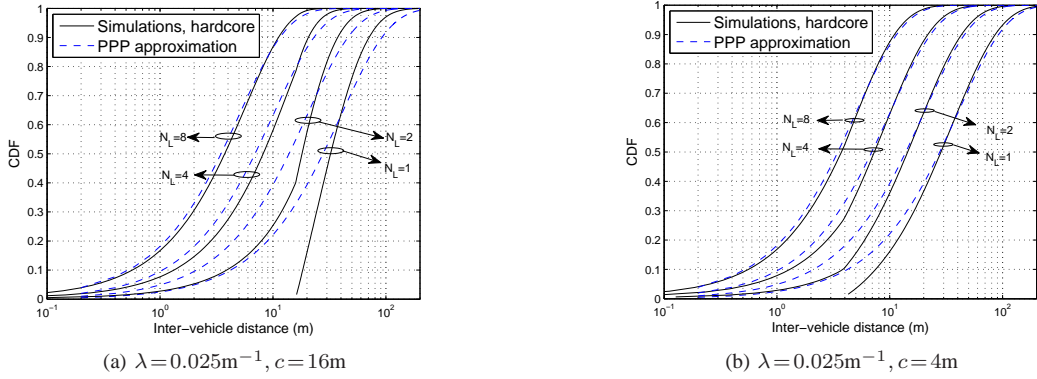 Simulations, hardcore
PPP approximation
1
0.9
0.8
0.7
0.6
0.5
0.4
0.3
0.2
0.1
0
CDF
N_L=8
N_L=4
N_L=2
N_L=1
10^-1
10^0
10^1
10^2
Inter−vehicle distance (m)
(a) λ=0.025m^−1, c=16m
Simulations, hardcore
PPP approximation
1
0.9
0.8
0.7
0.6
0.5
0.4
0.3
0.2
0.1
0
CDF
N_L=8
N_L=4
N_L=2
N_L=1
10^-1
10^0
10^1
10^2
Inter−vehicle distance (m)
(b) λ=0.025m^−1, c=4m